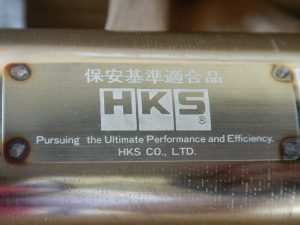 保安基準適合品
HKS®
Pursuing the Ultimate Performance and Efficiency.
HKS CO., LTD.